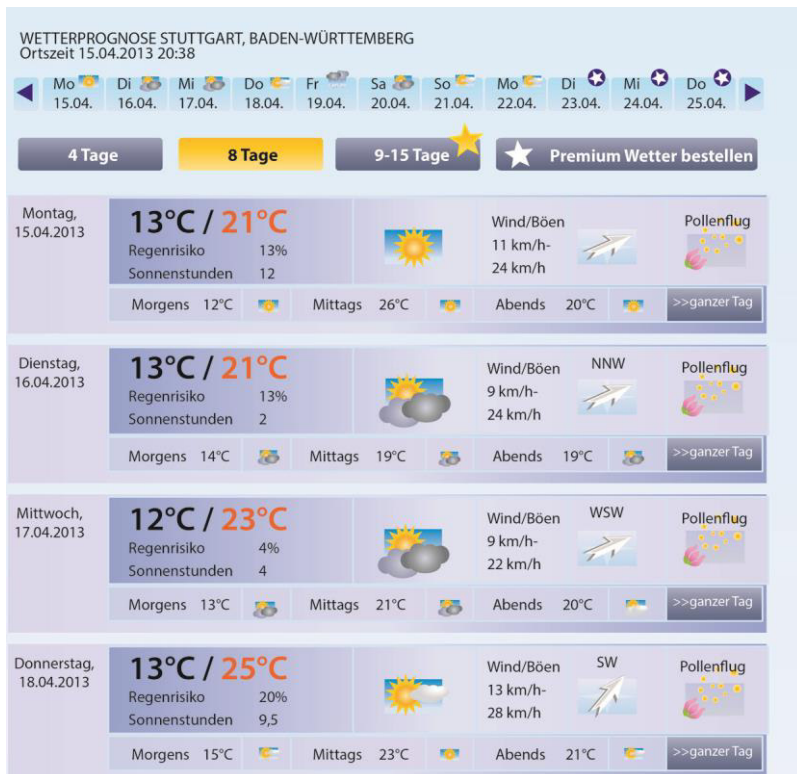 WETTERPROGNOSE STUTTGART, BADEN-WÜRTTEMBERG
Ortszeit 15.04.2013 20:38
Mo Di Mi Do Fr Sa So Mo Di Mi Do
15.04. 16.04. 17.04. 18.04. 19.04. 20.04. 21.04. 22.04. 23.04. 24.04. 25.04.
4 Tage 8 Tage 9-15 Tage Premium Wetter bestellen
Montag,
15.04.2013
13°C / 21°C
Regenrisiko 13%
Sonnenstunden 12
Wind/Böen
11 km/h-
24 km/h
Pollenflug
Morgens 12°C Mittags 26°C Abends 20°C >>ganzer Tag
Dienstag,
16.04.2013
13°C / 21°C
Regenrisiko 13%
Sonnenstunden 2
Wind/Böen NNW
9 km/h-
24 km/h
Pollenflug
Morgens 14°C Mittags 19°C Abends 19°C >>ganzer Tag
Mittwoch,
17.04.2013
12°C / 23°C
Regenrisiko 4%
Sonnenstunden 4
Wind/Böen WSW
9 km/h-
22 km/h
Pollenflug
Morgens 13°C Mittags 21°C Abends 20°C >>ganzer Tag
Donnerstag,
18.04.2013
13°C / 25°C
Regenrisiko 20%
Sonnenstunden 9,5
Wind/Böen SW
13 km/h-
28 km/h
Pollenflug
Morgens 15°C Mittags 23°C Abends 21°C >>ganzer Tag